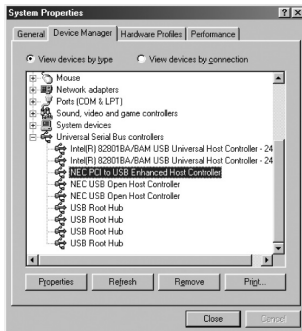 System Properties
General Device Manager Hardware Profiles Performance
View devices by type View devices by connection
Mouse
Network adapters
Ports (COM & LPT)
Sound, video and game controllers
System devices
Universal Serial Bus controllers
Intel(R) 82801BA/BAM USB Universal Host Controller - 24
Intel(R) 82801BA/BAM USB Universal Host Controller - 24
NEC PCI to USB Enhanced Host Controller
NEC USB Open Host Controller
NEC USB Open Host Controller
USB Root Hub
USB Root Hub
USB Root Hub
USB Root Hub
Properties Refresh Remove Print...
Close Cancel